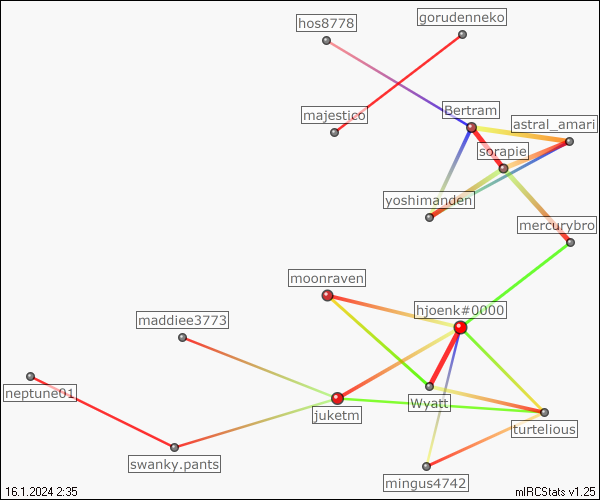 gorudenneko
hos8778
majestico
Bertram
astral_amari
sorapie
yoshimanden
mercurybro
moonraven
hjoenk#0000
maddiee3773
neptune01
Wyatt
juketm
turtelious
swanky.pants
mingus4742
16.1.2024 2:35
mIRCStats v1.25